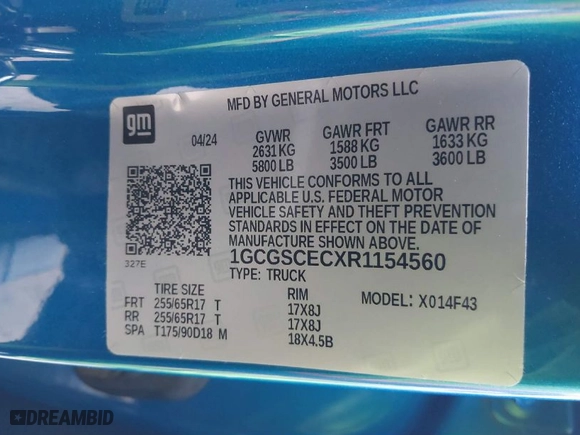 MFD BY GENERAL MOTORS LLC
gm
04/24
GVWR
2631 KG
5800 LB
GAWR FRT
1588 KG
3500 LB
GAWR RR
1633 KG
3600 LB
THIS VEHICLE CONFORMS TO ALL
APPLICABLE U.S. FEDERAL MOTOR
VEHICLE SAFETY AND THEFT PREVENTION
STANDARDS IN EFFECT ON THE DATE OF
MANUFACTURE SHOWN ABOVE.
327E
1GCGSCECXR1154560
TYPE: TRUCK
TIRE SIZE RIM MODEL: X014F43
FRT 255/65R17 T 17X8J
RR 255/65R17 T 17X8J
SPA T175/90D18 M 18X4.5B
DREAMBID